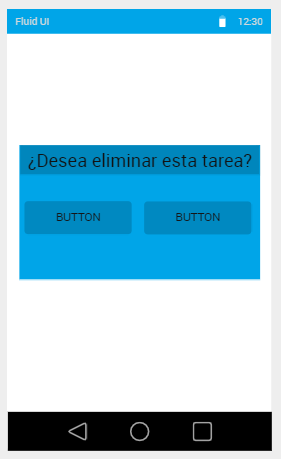 Fluid UI 12:30
¿Desea eliminar esta tarea?
BUTTON BUTTON